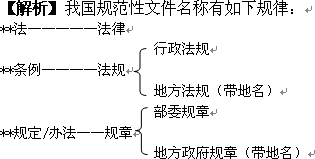 【解析】我国规范性文件名称有如下规律：
**法—————法律
行政法规
**条例————法规
地方法规（带地名）
部委规章
**规定/办法——规章
地方政府规章（带地名）